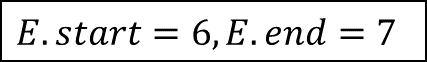 E.start = 6, E.end = 7